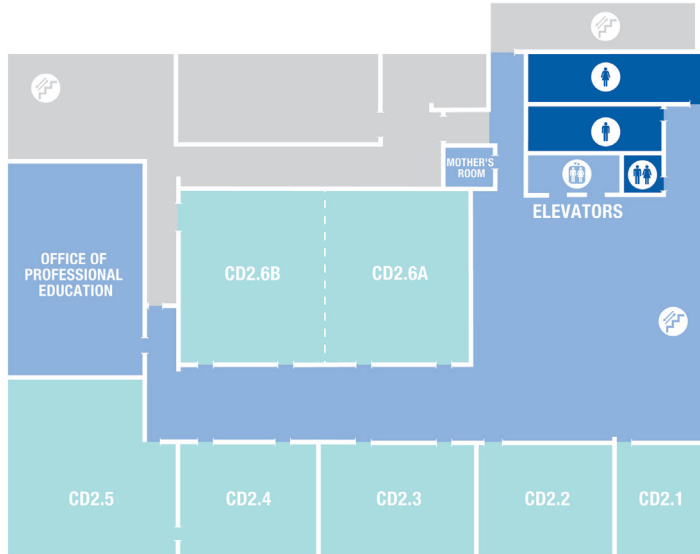 MOTHER'S
ROOM
ELEVATORS
OFFICE OF
PROFESSIONAL
EDUCATION
CD2.6B
CD2.6A
CD2.5
CD2.4
CD2.3
CD2.2
CD2.1